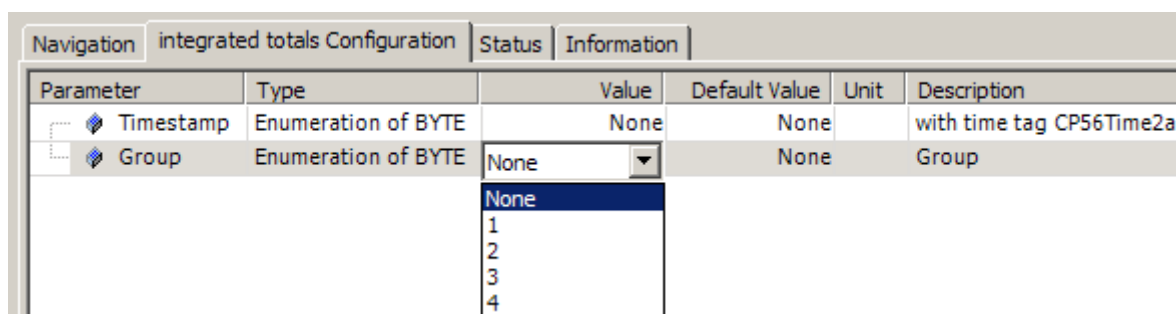 Navigation integrated totals Configuration Status Information
Parameter Type Value Default Value Unit Description
Timestamp Enumeration of BYTE None None with time tag CP56Time2a
Group Enumeration of BYTE None None Group
None
1
2
3
4